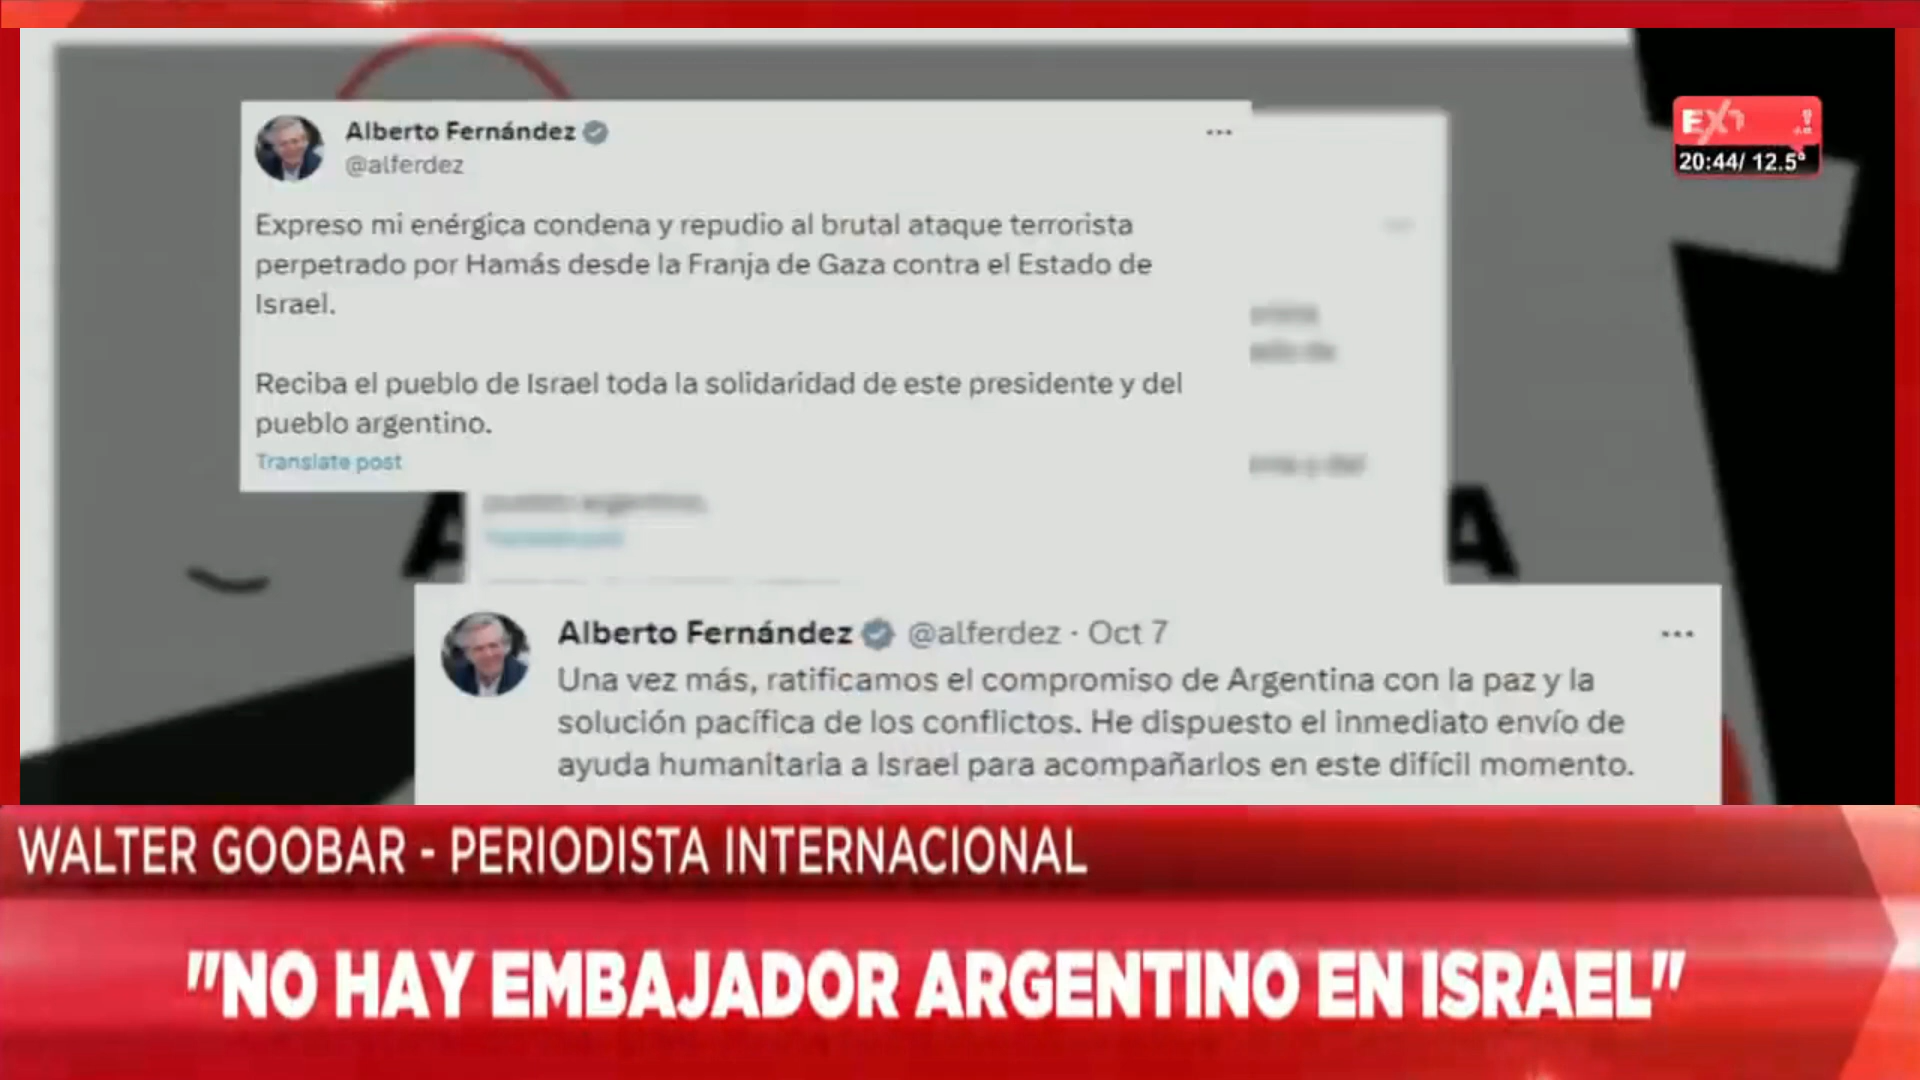 Alberto Fernández
@alferdez
Expreso mi enérgica condena y repudio al brutal ataque terrorista
perpetrado por Hamás desde la Franja de Gaza contra el Estado de
Israel.
Reciba el pueblo de Israel toda la solidaridad de este presidente y del
pueblo argentino.
Translate post
20:44/ 12.5°
Alberto Fernández @alferdez · Oct 7
Una vez más, ratificamos el compromiso de Argentina con la paz y la
solución pacífica de los conflictos. He dispuesto el inmediato envío de
ayuda humanitaria a Israel para acompañarlos en este difícil momento.
WALTER GOOBAR - PERIODISTA INTERNACIONAL
"NO HAY EMBAJADOR ARGENTINO EN ISRAEL"